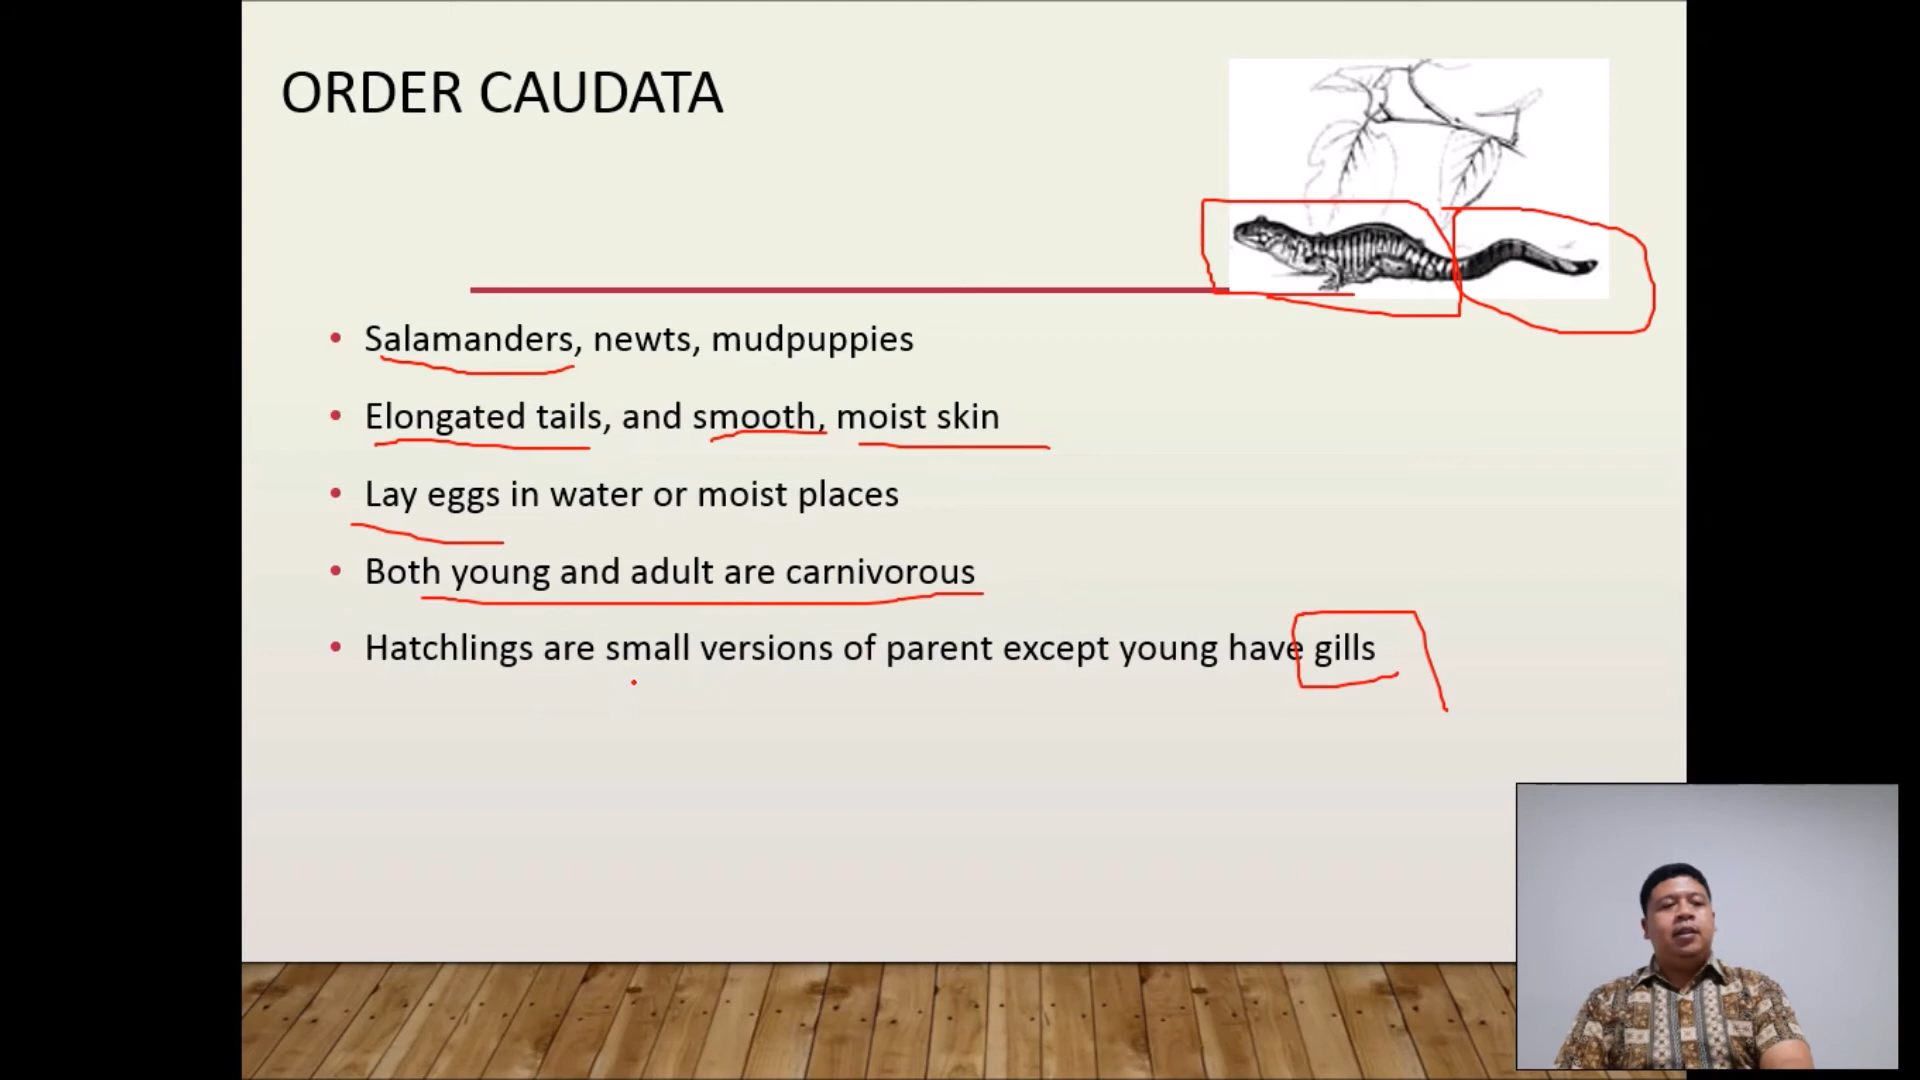 ORDER CAUDATA
• Salamanders, newts, mudpuppies
• Elongated tails, and smooth, moist skin
• Lay eggs in water or moist places
• Both young and adult are carnivorous
• Hatchlings are small versions of parent except young have gills